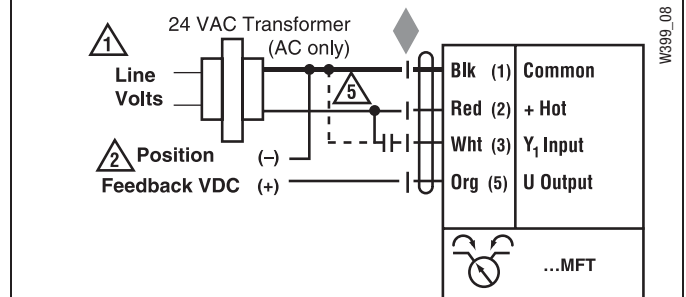 24 VAC Transformer
(AC only)
W399_08
1
Line
Volts
5
Blk (1) Common
Red (2) + Hot
Wht (3) Y1 Input
2 Position (–)
Feedback VDC (+)
Org (5) U Output
...MFT